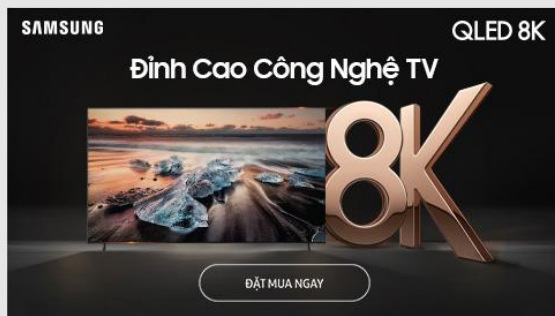 SAMSUNG
QLED 8K
Đỉnh Cao Công Nghệ TV
8K
ĐẶT MUA NGAY